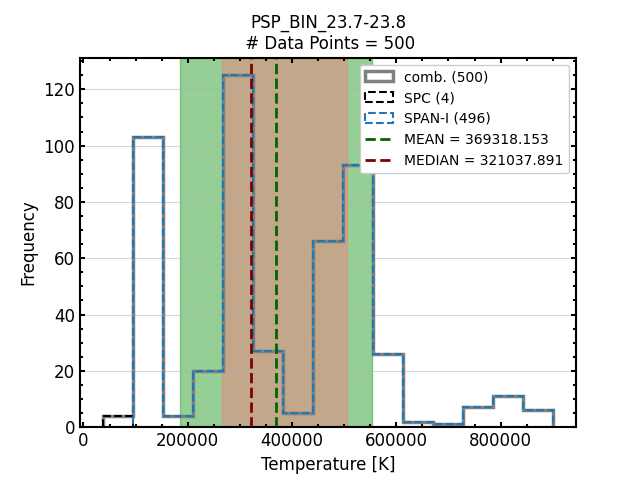 PSP_BIN_23.7-23.8
# Data Points = 500
comb. (500)
SPC (4)
SPAN-I (496)
MEAN = 369318.153
MEDIAN = 321037.891
Frequency
120
100
80
60
40
20
0
0 200000 400000 600000 800000
Temperature [K]